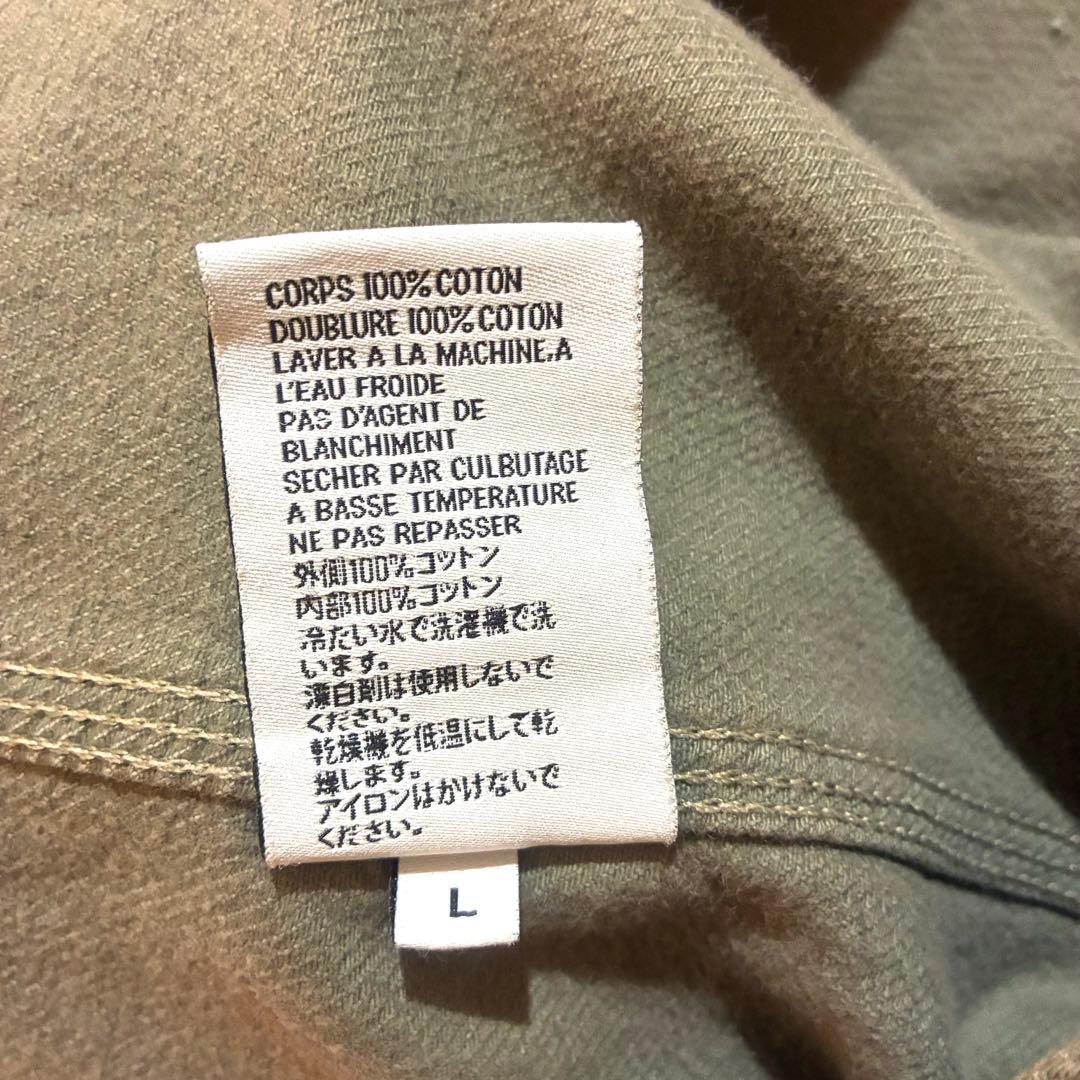 CORPS 100% COTON
DOUBLURE 100% COTON
LAVER A LA MACHINE,A
L'EAU FROIDE
PAS D'AGENT DE
BLANCHIMENT
SECHER PAR CULBUTAGE
A BASSE TEMPERATURE
NE PAS REPASSER
外側100%コットン
内部100%コットン
冷たい水で洗濯機で洗
います。
漂白剤は使用しないで
ください。
乾燥機を低温にして乾
燥します。
アイロンはかけないで
ください。
L